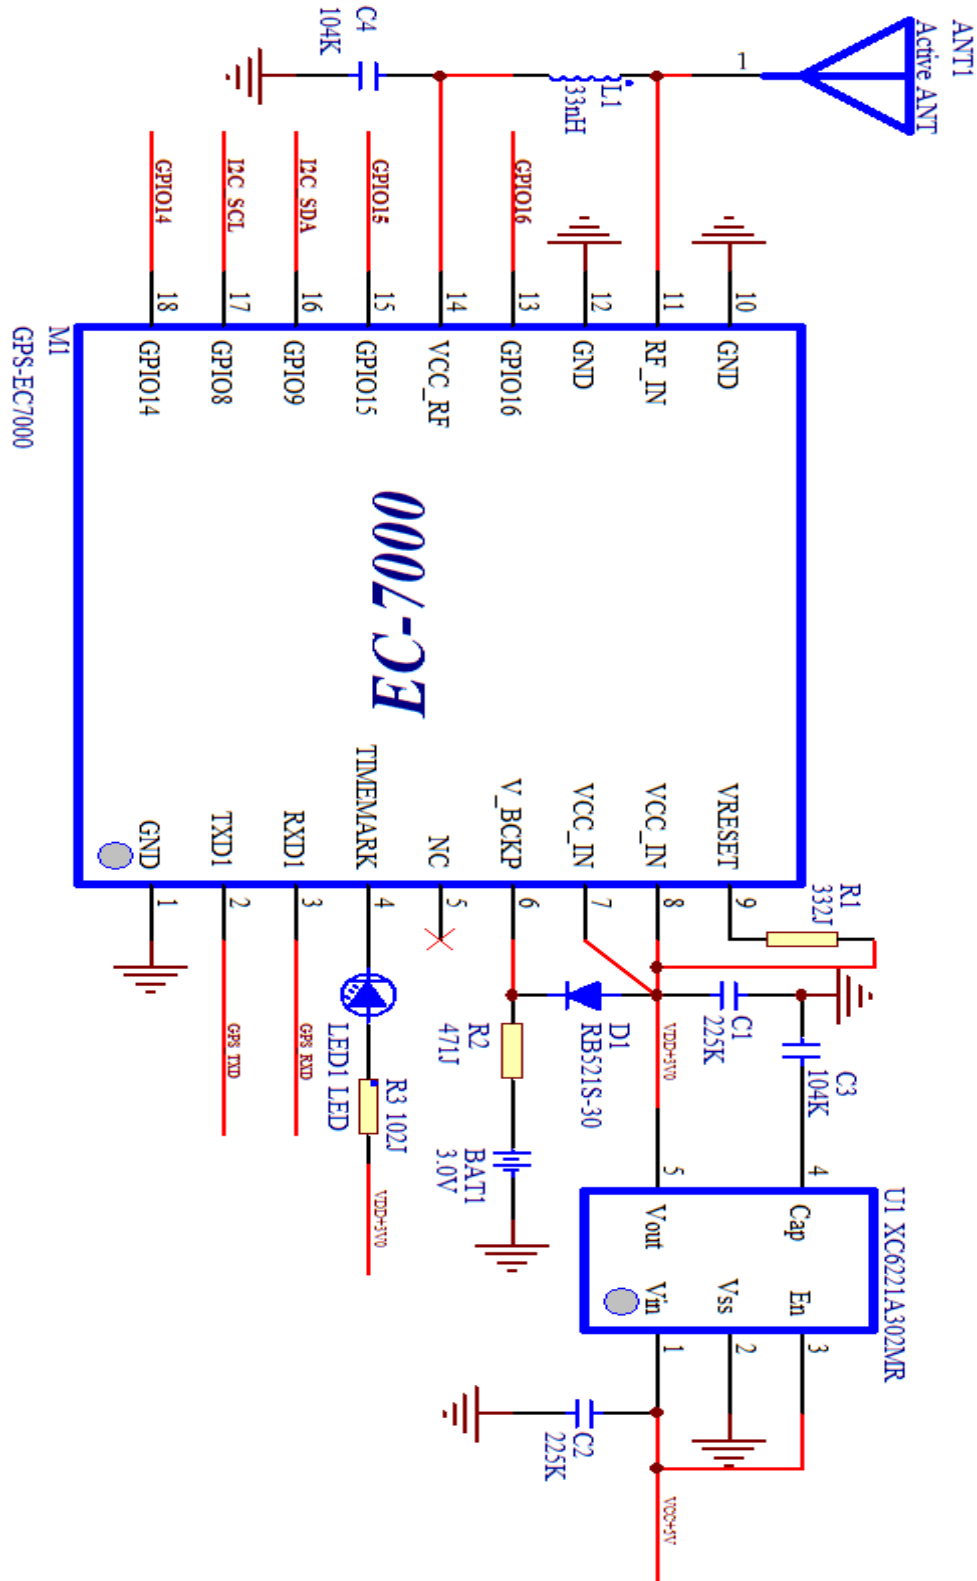 ANT1
Active ANT
1
C4
104K
L1
33nH
GPIO14
I2C SCL
I2C SDA
GPIO15
GPIO16
18
17
16
15
14
13
12
11
10
GPIO14
GPIO8
GPIO9
GPIO15
VCC_RF
GPIO16
GND
RF_IN
GND
M1
GPS-EC7000
EC-7000
GND
TXD1
RXD1
TIMEMARK
NC
V_BCKP
VCC_IN
VCC_IN
VRESET
1
2
3
4
5
6
7
8
9
R1
332J
GPS TXD
GPS RXD
LED1 LED
R3 102J
VDD+3V0
R2
471J
BAT1
3.0V
D1
RB521S-30
VDD+3V0
C1
225K
C3
104K
5
4
U1 XC6221A302MR
Vout
Cap
Vin
Vss
En
1
2
3
C2
225K
VCC+5V